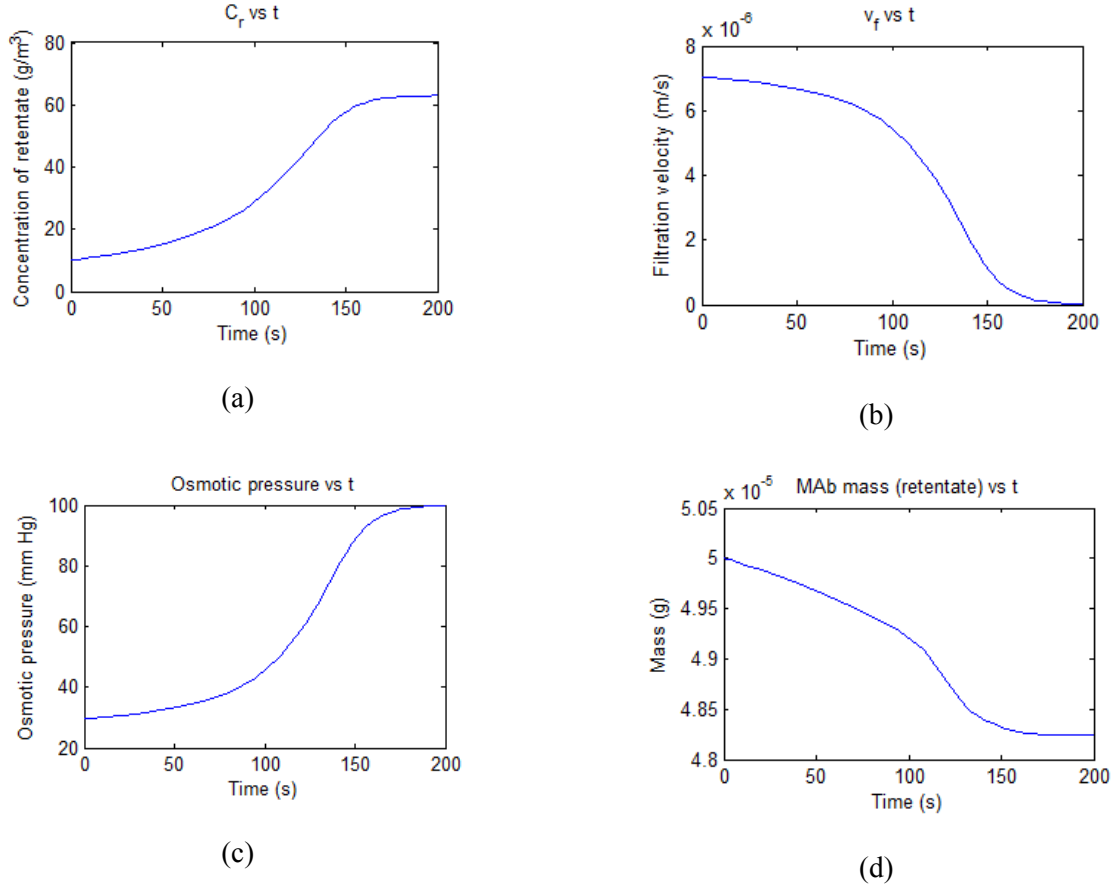 C_r vs t
Concentration of retentate (g/m³)
80
60
40
20
0
0 50 100 150 200
Time (s)
(a)
v_f vs t
x 10⁻⁶
Filtration velocity (m/s)
8
6
4
2
0
0 50 100 150 200
Time (s)
(b)
Osmotic pressure vs t
Osmotic pressure (mm Hg)
100
80
60
40
20
0 50 100 150 200
Time (s)
(c)
MAb mass (retentate) vs t
x 10⁻⁵
Mass (g)
5.05
5
4.95
4.9
4.85
4.8
0 50 100 150 200
Time (s)
(d)